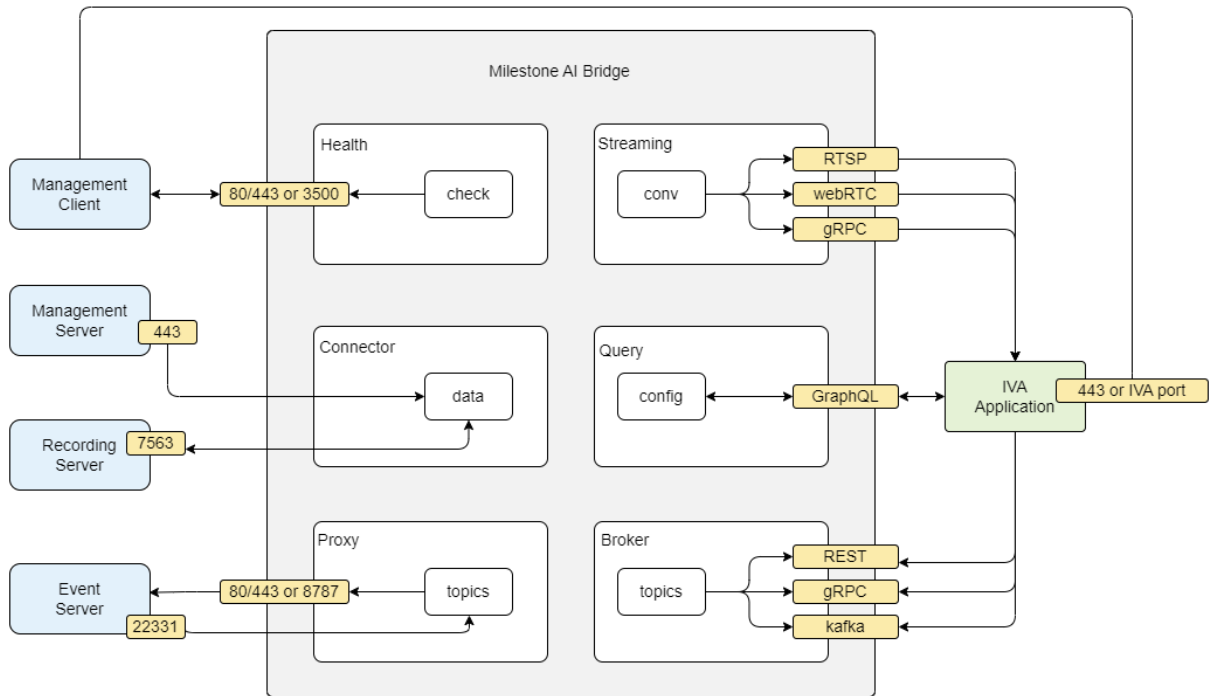 Milestone AI Bridge
Health
Streaming
RTSP
Management
Client
80/443 or 3500
check
conv
webRTC
gRPC
Management
Server
443
Connector
Query
IVA
Application
443 or IVA port
data
config
GraphQL
Recording
Server
7563
Proxy
Broker
REST
Event
Server
80/443 or 8787
topics
topics
gRPC
22331
kafka